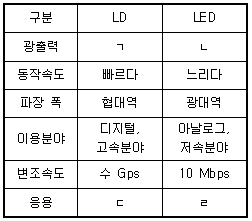 구분 LD LED
광출력 ㄱ ㄴ
동작속도 빠르다 느리다
파장 폭 협대역 광대역
이용분야 디지털, 고속분야 아날로그, 저속분야
변조속도 수 Gps 10 Mbps
응용 ㄷ ㄹ